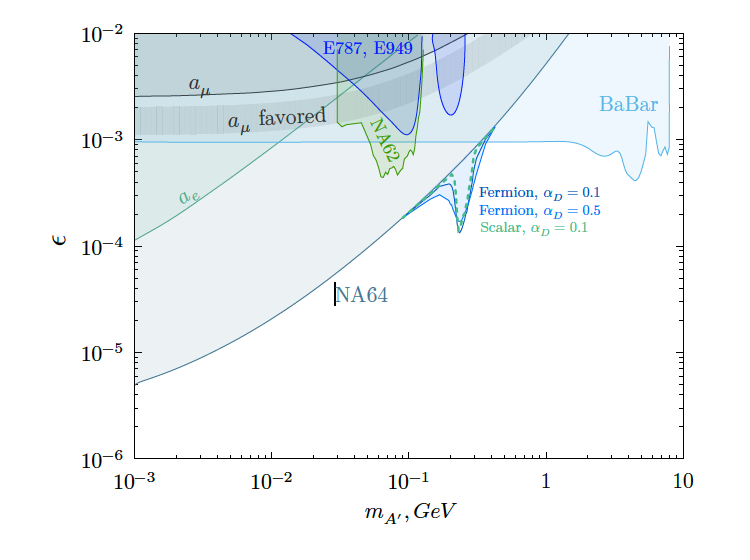 10⁻²
E787, E949
a_μ
BaBar
a_μ favored
10⁻³
NA62
a_e
Fermion, α_D = 0.1
Fermion, α_D = 0.5
Scalar, α_D = 0.1
ϵ
10⁻⁴
NA64
10⁻⁵
10⁻⁶
10⁻³ 10⁻² 10⁻¹ 1 10
m_A′, GeV